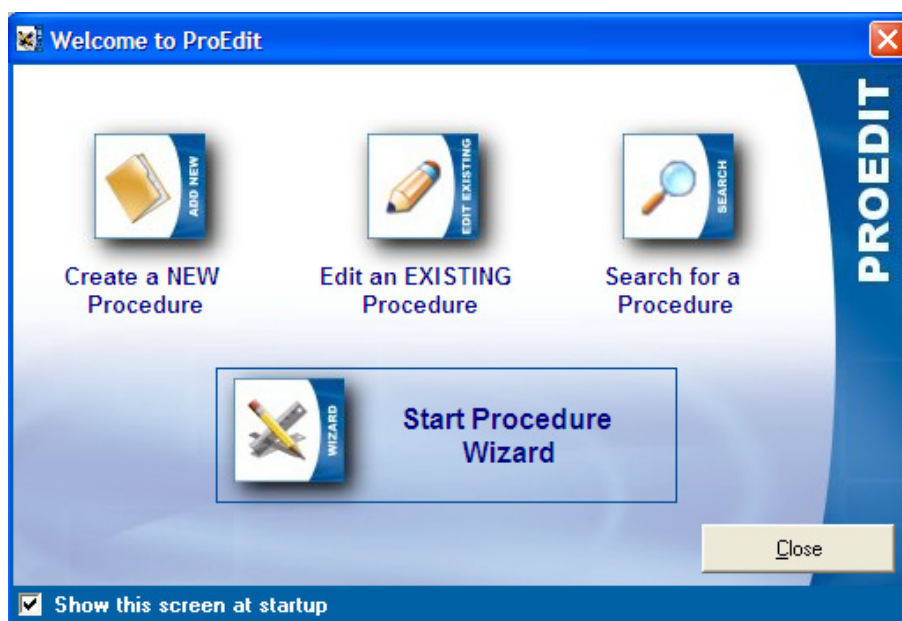 Welcome to ProEdit
PROEDIT
ADD NEW
EDIT EXISTING
SEARCH
Create a NEW
Procedure
Edit an EXISTING
Procedure
Search for a
Procedure
WIZARD
Start Procedure
Wizard
Close
Show this screen at startup